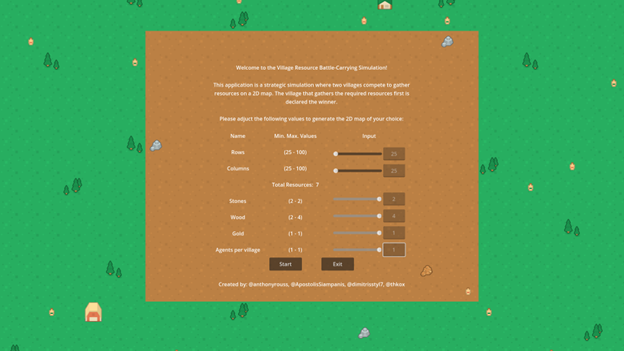 Welcome to the Village Resource Battle-Carrying Simulation!
This application is a strategic simulation where two villages compete to gather
resources on a 2D map. The village that gathers the required resources first is
declared the winner.
Please adjust the following values to generate the 2D map of your choice:
Name Min. Max. Values Input
Rows (25 - 100) 25
Columns (25 - 100) 25
Total Resources: 7
Stones (2 - 2) 2
Wood (2 - 4) 4
Gold (1 - 1) 1
Agents per village (1 - 1) 1
Start Exit
Created by: @anthonyrouss, @ApostolisSiampanis, @dimitrisstyl7, @thkox